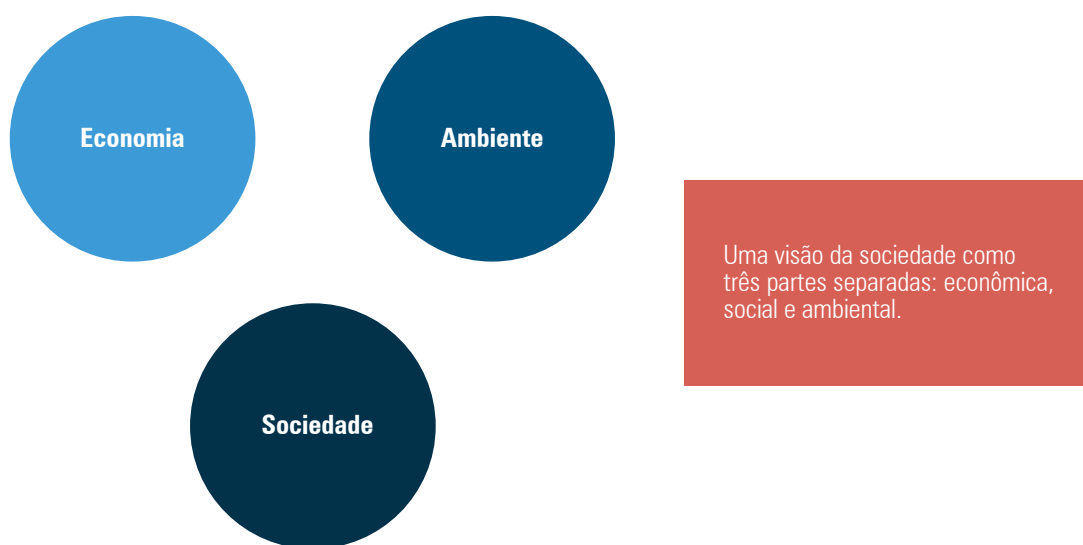 Economia
Ambiente
Uma visão da sociedade como
três partes separadas: econômica,
social e ambiental.
Sociedade